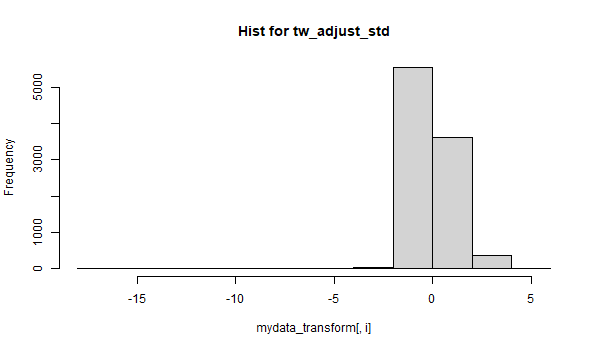 Hist for tw_adjust_std
Frequency
5000
3000
1000
0
-15 -10 -5 0 5
mydata_transform[, i]